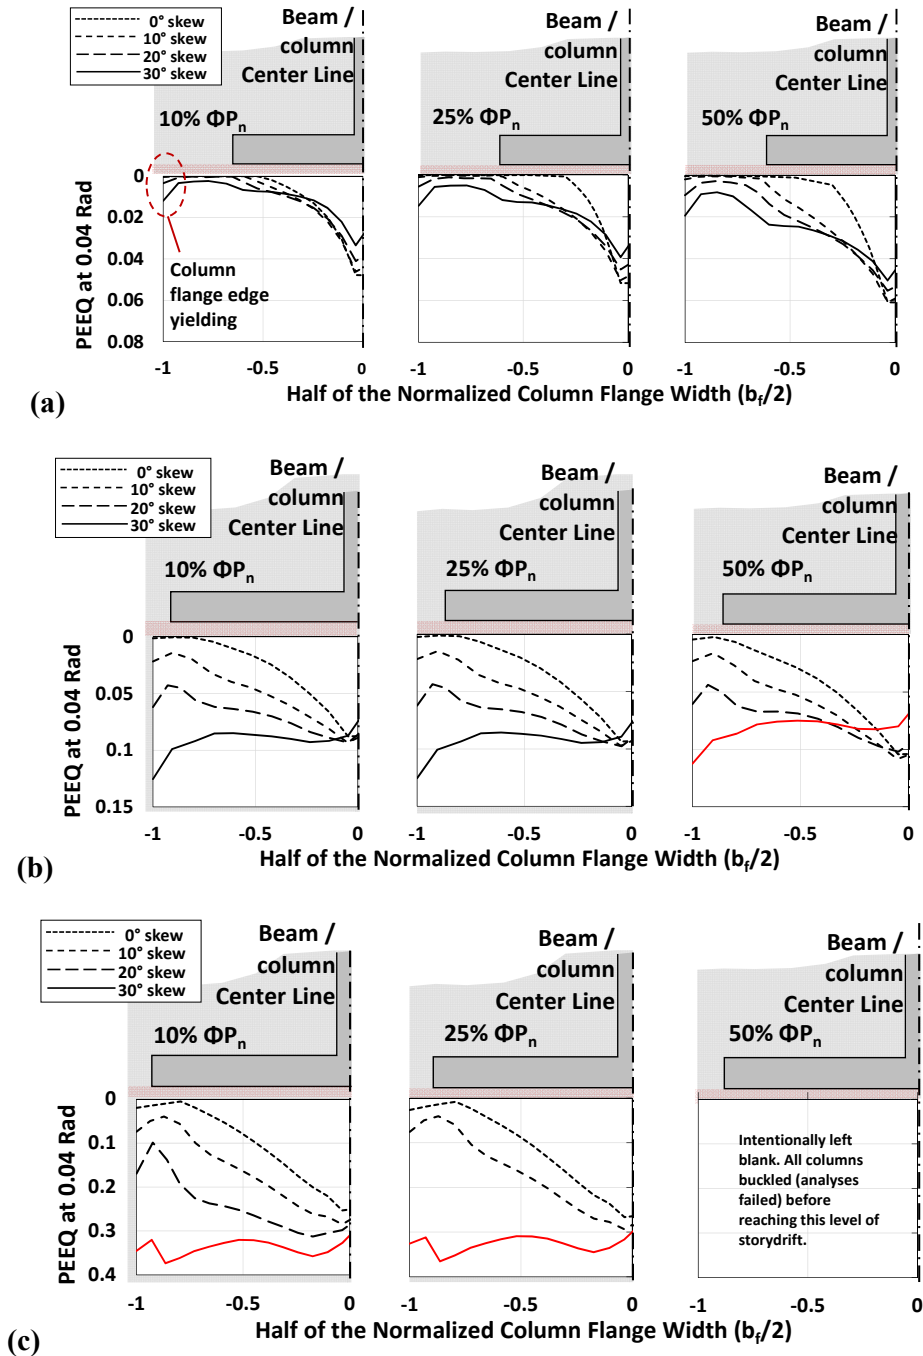 0° skew
10° skew
20° skew
30° skew
Beam /
column
Center Line
10% ΦPn
Beam /
column
Center Line
25% ΦPn
Beam /
column
Center Line
50% ΦPn
PEEQ at 0.04 Rad
0
0.02
0.04
0.06
0.08
Column
flange edge
yielding
-1
-0.5
0
-1
-0.5
0
-1
-0.5
0
Half of the Normalized Column Flange Width (bf/2)
(a)
0° skew
10° skew
20° skew
30° skew
Beam /
column
Center Line
10% ΦPn
Beam /
column
Center Line
25% ΦPn
Beam /
column
Center Line
50% ΦPn
PEEQ at 0.04 Rad
0
0.05
0.1
0.15
-1
-0.5
0
-1
-0.5
0
-1
-0.5
0
Half of the Normalized Column Flange Width (bf/2)
(b)
0° skew
10° skew
20° skew
30° skew
Beam /
column
Center Line
10% ΦPn
Beam /
column
Center Line
25% ΦPn
Beam /
column
Center Line
50% ΦPn
PEEQ at 0.04 Rad
0
0.1
0.2
0.3
0.4
Intentionally left
blank. All columns
buckled (analyses
failed) before
reaching this level of
storydrift.
-1
-0.5
0
-1
-0.5
0
-1
-0.5
0
Half of the Normalized Column Flange Width (bf/2)
(c)